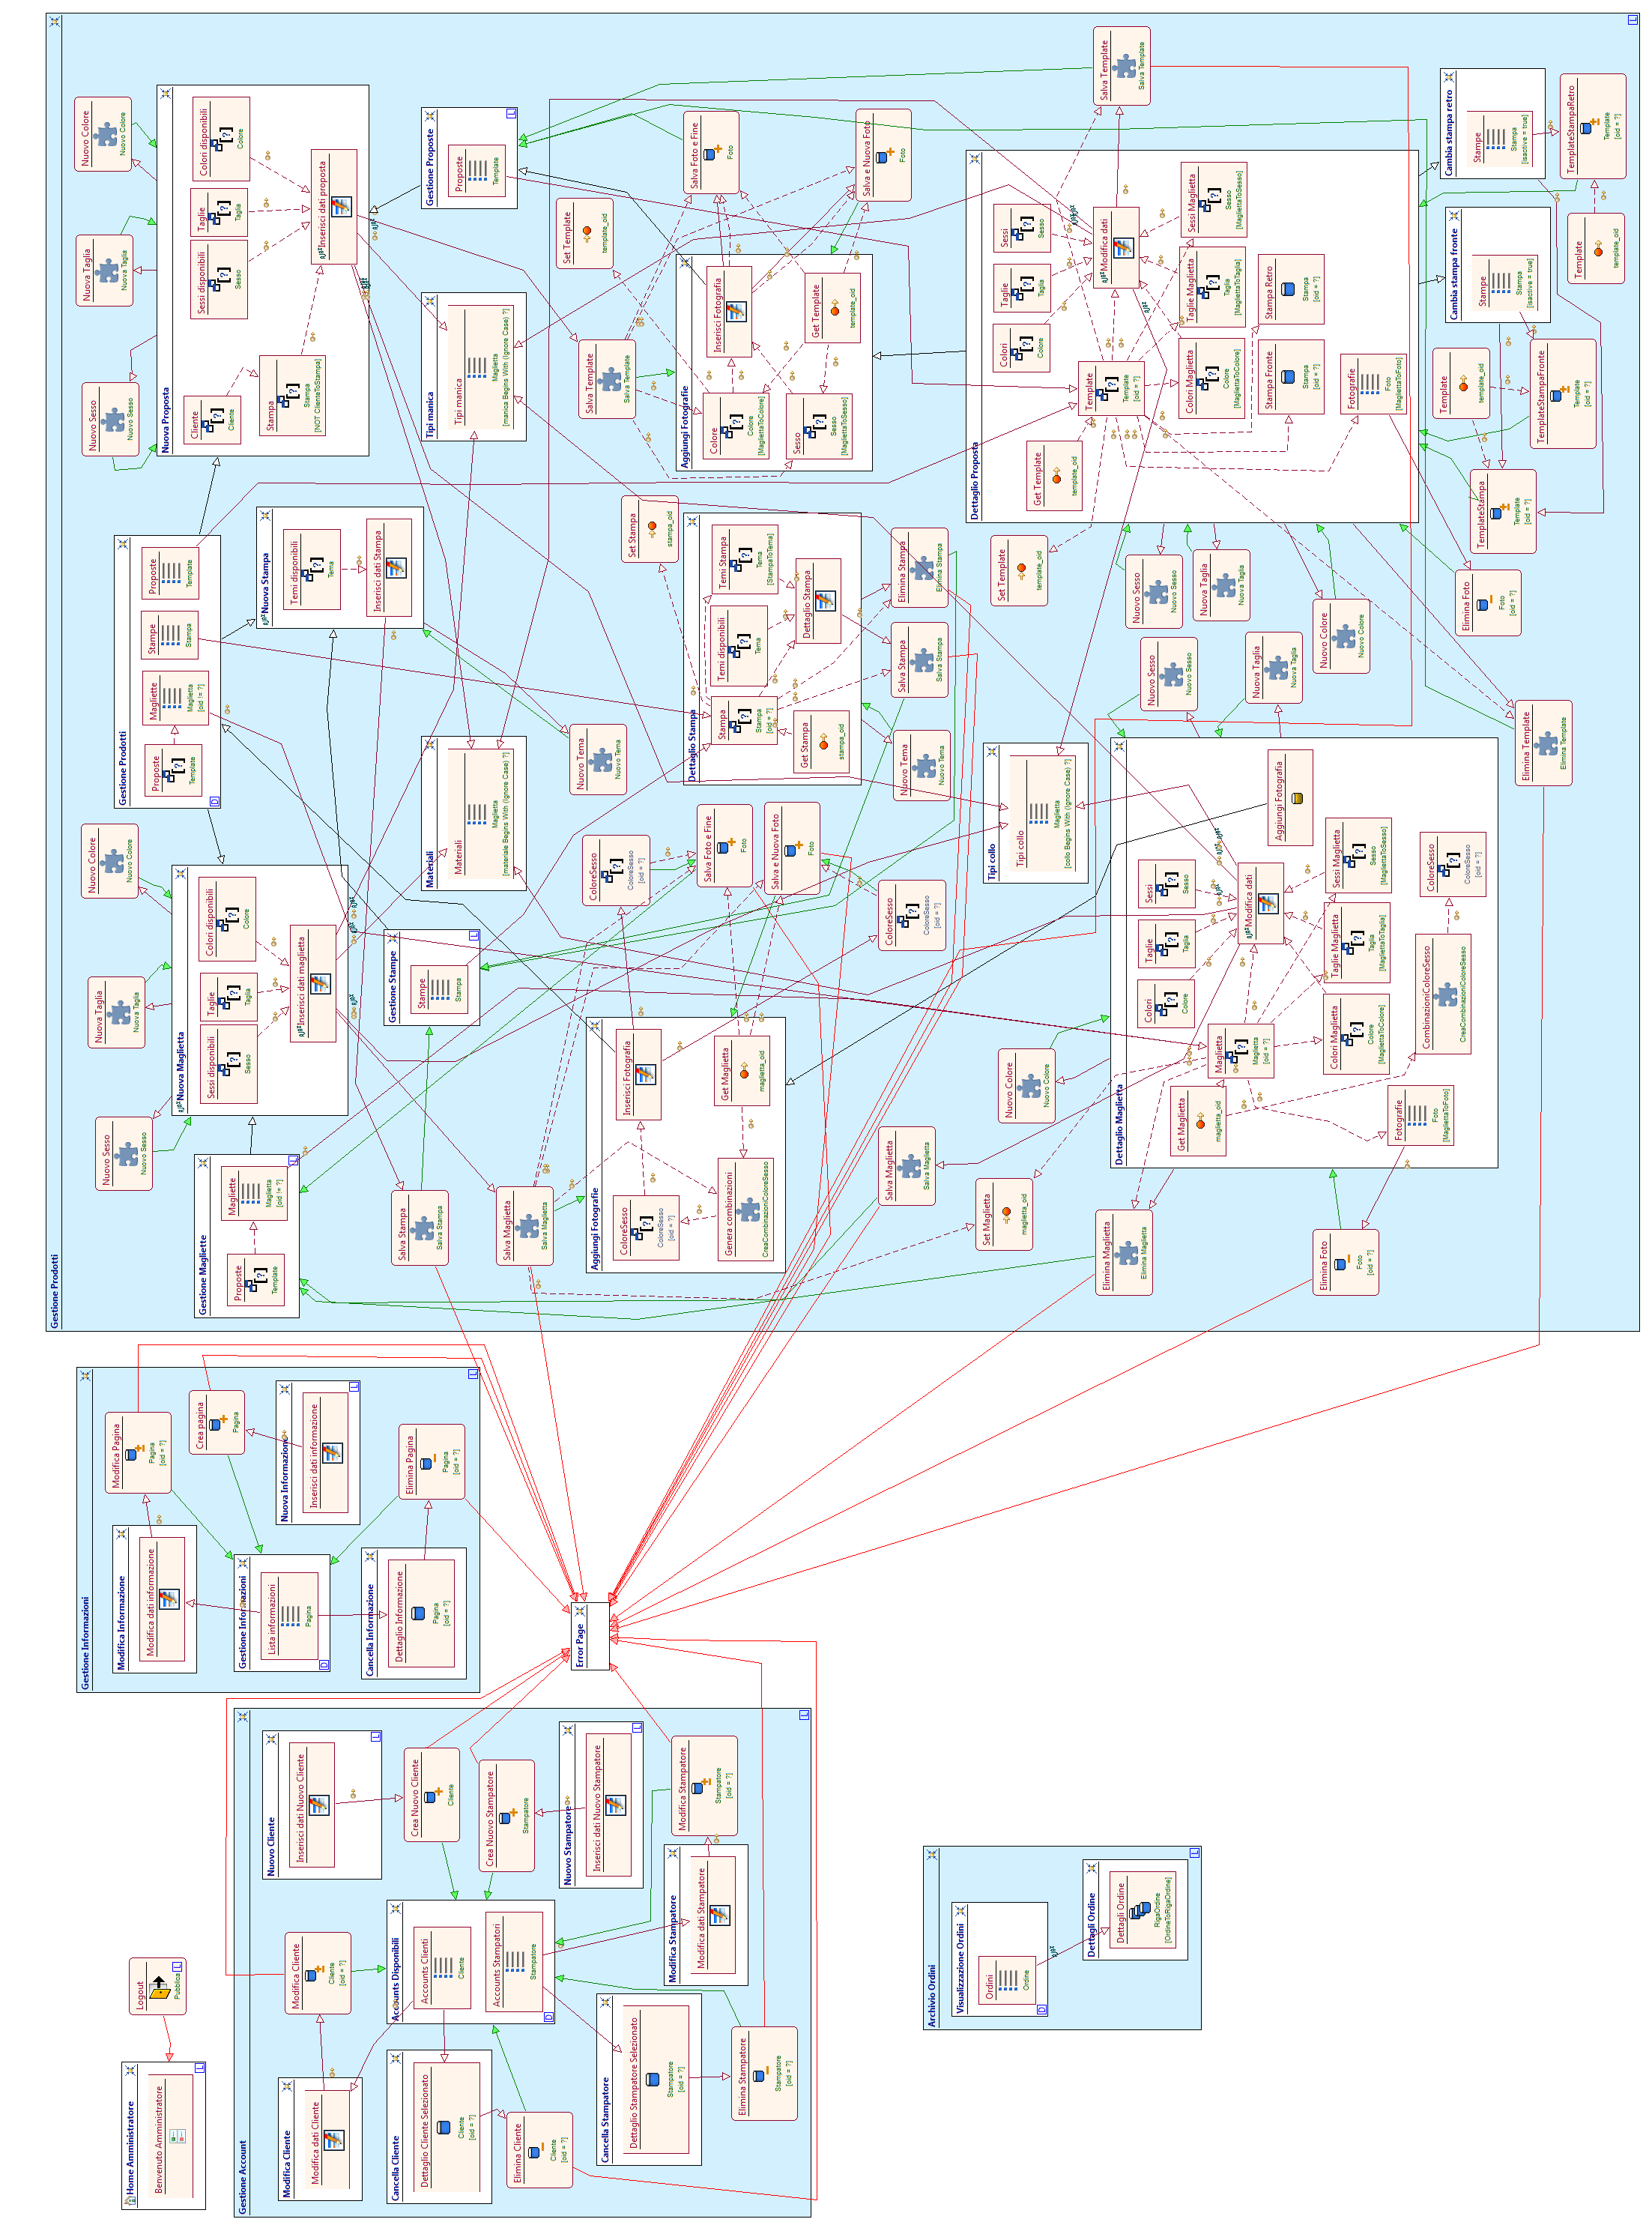 Home Amministratore
Benvenuto Amministratore
Logout
Pubblica
Gestione Account
Modifica Cliente
Modifica dati Cliente
Modifica Cliente
Cliente
[oid = ?]
Nuovo Cliente
Inserisci dati Nuovo Cliente
Crea Nuovo Cliente
Cliente
Cancella Cliente
Dettaglio Cliente Selezionato
Cliente
[oid = ?]
Elimina Cliente
Cliente
[oid = ?]
Accounts Disponibili
Accounts Clienti
Cliente
Accounts Stampatori
Stampatore
Crea Nuovo Stampatore
Stampatore
Nuovo Stampatore
Inserisci dati Nuovo Stampatore
Cancella Stampatore
Dettaglio Stampatore Selezionato
Stampatore
[oid = ?]
Elimina Stampatore
Stampatore
[oid = ?]
Modifica Stampatore
Modifica dati Stampatore
Modifica Stampatore
Stampatore
[oid = ?]
Archivio Ordini
Visualizzazione Ordini
Ordini
Ordine
Dettagli Ordine
Dettagli Ordine
RigaOrdine
[OrdineToRigaOrdine]
Error Page
Gestione Informazioni
Modifica Informazione
Modifica dati informazione
Modifica Pagina
Pagina
[oid = ?]
Crea pagina
Pagina
Gestione Informazioni
Lista informazioni
Pagina
Nuova Informazione
Inserisci dati informazione
Cancella Informazione
Dettaglio Informazione
Pagina
[oid = ?]
Elimina Pagina
Pagina
[oid = ?]
Gestione Prodotti
Nuovo Sesso
Nuovo Sesso
Nuova Taglia
Nuova Taglia
Nuovo Colore
Nuovo Colore
Nuova Maglietta
Sessi disponibili
Sesso
Taglie
Taglia
Colori disponibili
Colore
Inserisci dati maglietta
Gestione Magliette
Proposte
Template
Magliette
Maglietta
[oid != ?]
Gestione Prodotti
Proposte
Template
Magliette
Maglietta
[oid != ?]
Stampe
Stampa
Proposte
Template
Nuovo Sesso
Nuovo Sesso
Nuova Taglia
Nuova Taglia
Nuovo Colore
Nuovo Colore
Nuova Proposta
Cliente
Cliente
Stampa
Stampa
[NOT ClienteToStampa]
Sessi disponibili
Sesso
Taglie
Taglia
Colori disponibili
Colore
Inserisci dati proposta
Nuova Stampa
Temi disponibili
Tema
Inserisci dati Stampa
Gestione Stampe
Stampe
Stampa
Salva Stampa
Salva Stampa
Salva Maglietta
Salva Maglietta
Materiali
Materiali
Maglietta
[materiale Begins With (Ignore Case) ?]
Tipi manica
Tipi manica
Maglietta
[manica Begins With (Ignore Case) ?]
Gestione Proposte
Proposte
Template
Nuovo Tema
Nuovo Tema
Set Template
template_oid
Salva Template
Salva Template
Aggiungi Fotografie
ColoreSesso
ColoreSesso
[oid = ?]
Genera combinazioni
CreaCombinazioniColoreSesso
Inserisci Fotografia
Get Maglietta
maglietta_oid
ColoreSesso
ColoreSesso
[oid = ?]
Salva Foto e Fine
Foto
Salva e Nuova Foto
Foto
ColoreSesso
ColoreSesso
[oid = ?]
Set Stampa
stampa_oid
Dettaglio Stampa
Stampa
Stampa
[oid = ?]
Temi disponibili
Tema
Temi Stampa
Tema
[StampaToTema]
Get Stampa
stampa_oid
Dettaglio Stampa
Elimina Stampa
Elimina Stampa
Salva Stampa
Salva Stampa
Nuovo Tema
Nuovo Tema
Aggiungi Fotografie
Colore
Colore
[MagliettaToColore]
Inserisci Fotografia
Sesso
Sesso
[MagliettaToSesso]
Get Template
template_oid
Salva Foto e Fine
Foto
Salva e Nuova Foto
Foto
Salva Maglietta
Salva Maglietta
Set Maglietta
maglietta_oid
Nuovo Colore
Nuovo Colore
Tipi collo
Tipi collo
Maglietta
[collo Begins With (Ignore Case) ?]
Set Template
template_oid
Dettaglio Proposta
Colori
Colore
Taglie
Taglia
Sessi
Sesso
Get Template
template_oid
Template
Template
[oid = ?]
Modifica dati
Colori Maglietta
Colore
[MagliettaToColore]
Taglie Maglietta
Taglia
[MagliettaToTaglia]
Sessi Maglietta
Sesso
[MagliettaToSesso]
Stampa Fronte
Stampa
[oid = ?]
Stampa Retro
Stampa
[oid = ?]
Fotografie
Foto
[MagliettaToFoto]
Salva Template
Salva Template
Nuovo Sesso
Nuovo Sesso
Nuova Taglia
Nuova Taglia
Nuovo Colore
Nuovo Colore
Nuovo Sesso
Nuovo Sesso
Nuova Taglia
Nuova Taglia
Dettaglio Maglietta
Colori
Colore
Taglie
Taglia
Sessi
Sesso
Get Maglietta
maglietta_oid
Maglietta
Maglietta
[oid = ?]
Modifica dati
Aggiungi Fotografia
Colori Maglietta
Colore
[MagliettaToColore]
Taglie Maglietta
Taglia
[MagliettaToTaglia]
Sessi Maglietta
Sesso
[MagliettaToSesso]
Fotografie
Foto
[MagliettaToFoto]
CombinazioniColoreSesso
CreaCombinazioniColoreSesso
ColoreSesso
ColoreSesso
[oid = ?]
Elimina Maglietta
Elimina Maglietta
Elimina Foto
Foto
[oid = ?]
Elimina Template
Elimina Template
Elimina Foto
Foto
[oid = ?]
Cambia stampa retro
Stampe
Stampa
[isactive = true]
TemplateStampaRetro
Template
[oid = ?]
Template
template_oid
Cambia stampa fronte
Stampe
Stampa
[isactive = true]
Template
template_oid
TemplateStampaFronte
Template
[oid = ?]
TemplateStampa
Template
[oid = ?]